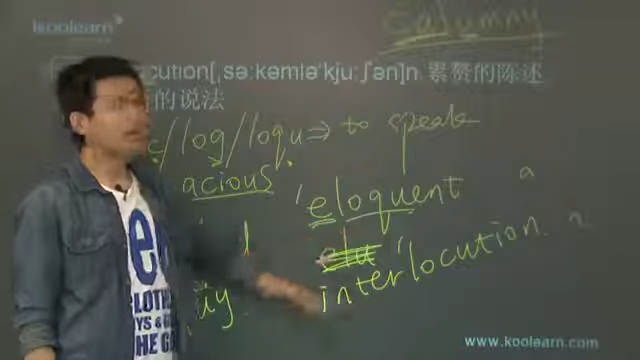 koolearn
calumny
cution[ˌsəːkəmləˈkjuːʃən]n.累赘的陈述
的说法
c/log/loqu⇒to speak
acious 'eloquent a
interlocution. n
www.koolearn.com